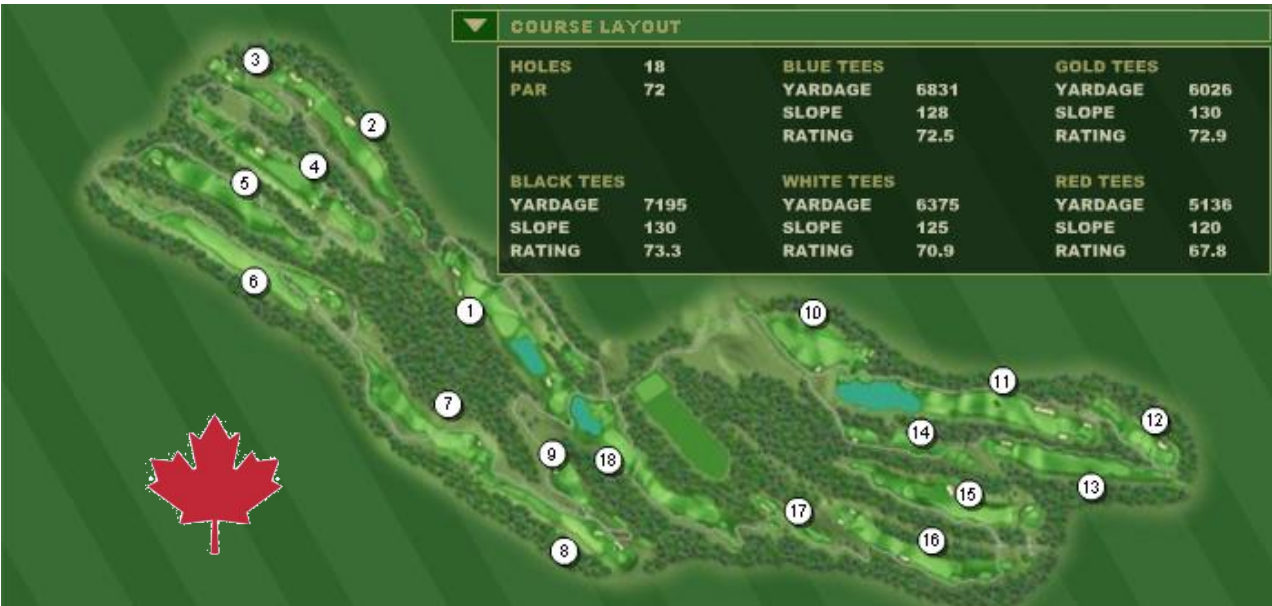 COURSE LAYOUT
HOLES 18 BLUE TEES GOLD TEES
PAR 72 YARDAGE 6831 YARDAGE 6026
SLOPE 128 SLOPE 130
RATING 72.5 RATING 72.9
BLACK TEES WHITE TEES RED TEES
YARDAGE 7195 YARDAGE 6375 YARDAGE 5136
SLOPE 130 SLOPE 125 SLOPE 120
RATING 73.3 RATING 70.9 RATING 67.8
3
2
4
5
6
1
10
11
7
12
14
9
18
13
15
17
16
8